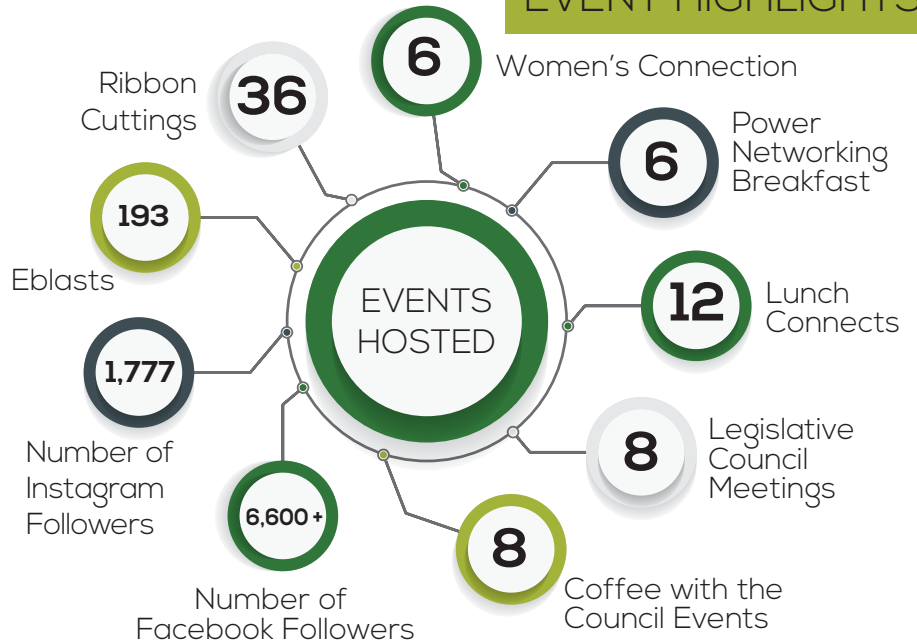 EVENT HIGHLIGHTS
6
Women's Connection
36
Ribbon
Cuttings
6
Power
Networking
Breakfast
193
Eblasts
EVENTS
HOSTED
12
Lunch
Connects
1,777
Number of
Instagram
Followers
8
Legislative
Council
Meetings
6,600 +
Number of
Facebook Followers
8
Coffee with the
Council Events